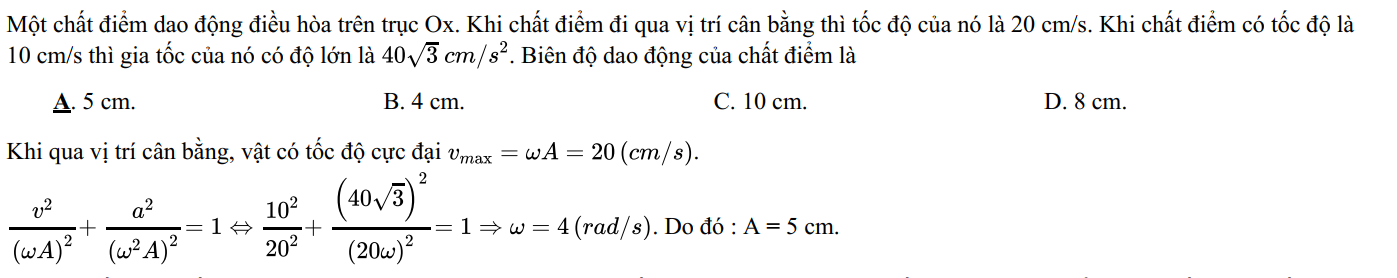 Một chất điểm dao động điều hòa trên trục Ox. Khi chất điểm đi qua vị trí cân bằng thì tốc độ của nó là 20 cm/s. Khi chất điểm có tốc độ là
10 cm/s thì gia tốc của nó có độ lớn là $40\sqrt{3}\,cm/s^2$. Biên độ dao động của chất điểm là
A. 5 cm. B. 4 cm. C. 10 cm. D. 8 cm.
Khi qua vị trí cân bằng, vật có tốc độ cực đại $v_{max} = \omega A = 20\,(cm/s)$.
$\frac{v^2}{(\omega A)^2} + \frac{a^2}{(\omega^2 A)^2} = 1 \Leftrightarrow \frac{10^2}{20^2} + \frac{(40\sqrt{3})^2}{(20\omega)^2} = 1 \Rightarrow \omega = 4\,(rad/s)$. Do đó : A = 5 cm.